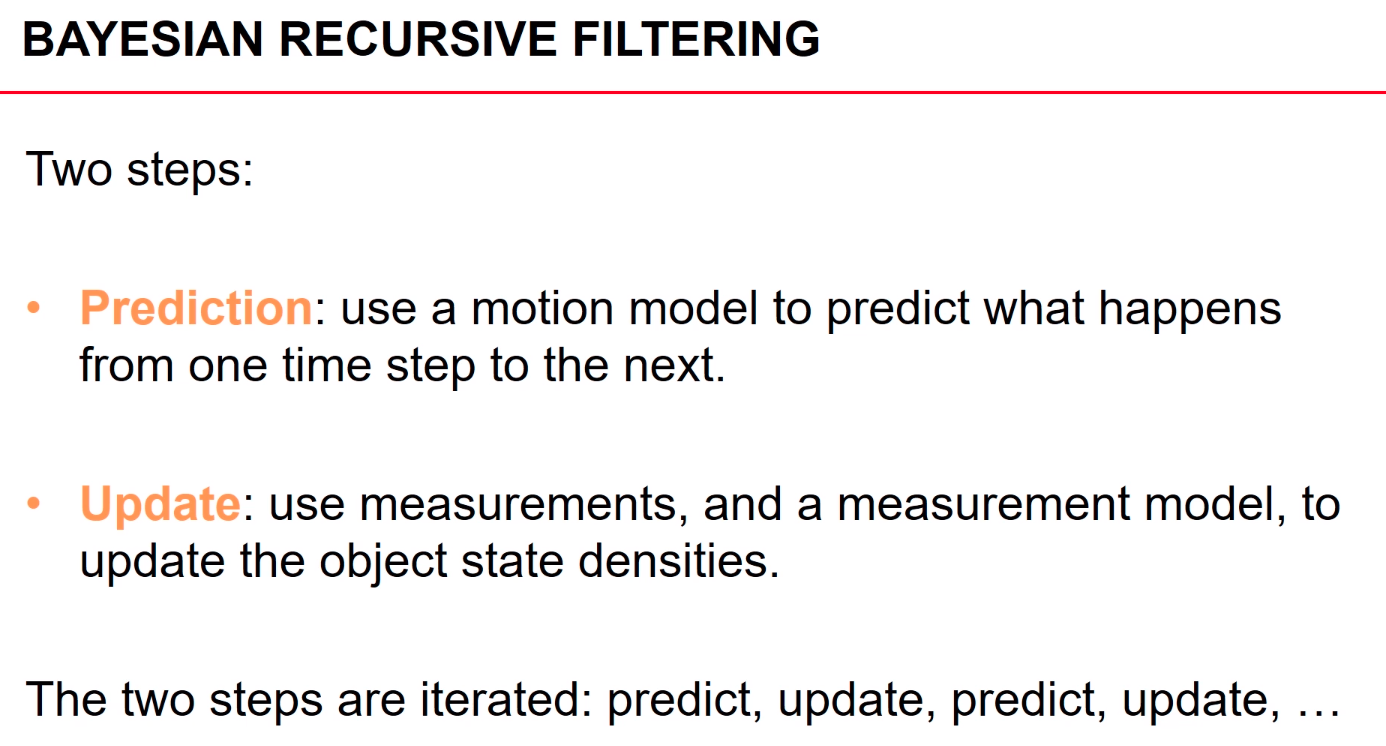 BAYESIAN RECURSIVE FILTERING
Two steps:
• Prediction: use a motion model to predict what happens
from one time step to the next.
• Update: use measurements, and a measurement model, to
update the object state densities.
The two steps are iterated: predict, update, predict, update, …